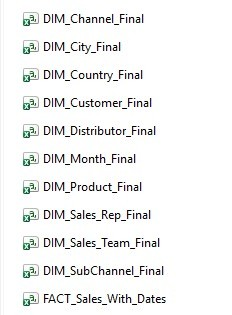 DIM_Channel_Final
DIM_City_Final
DIM_Country_Final
DIM_Customer_Final
DIM_Distributor_Final
DIM_Month_Final
DIM_Product_Final
DIM_Sales_Rep_Final
DIM_Sales_Team_Final
DIM_SubChannel_Final
FACT_Sales_With_Dates